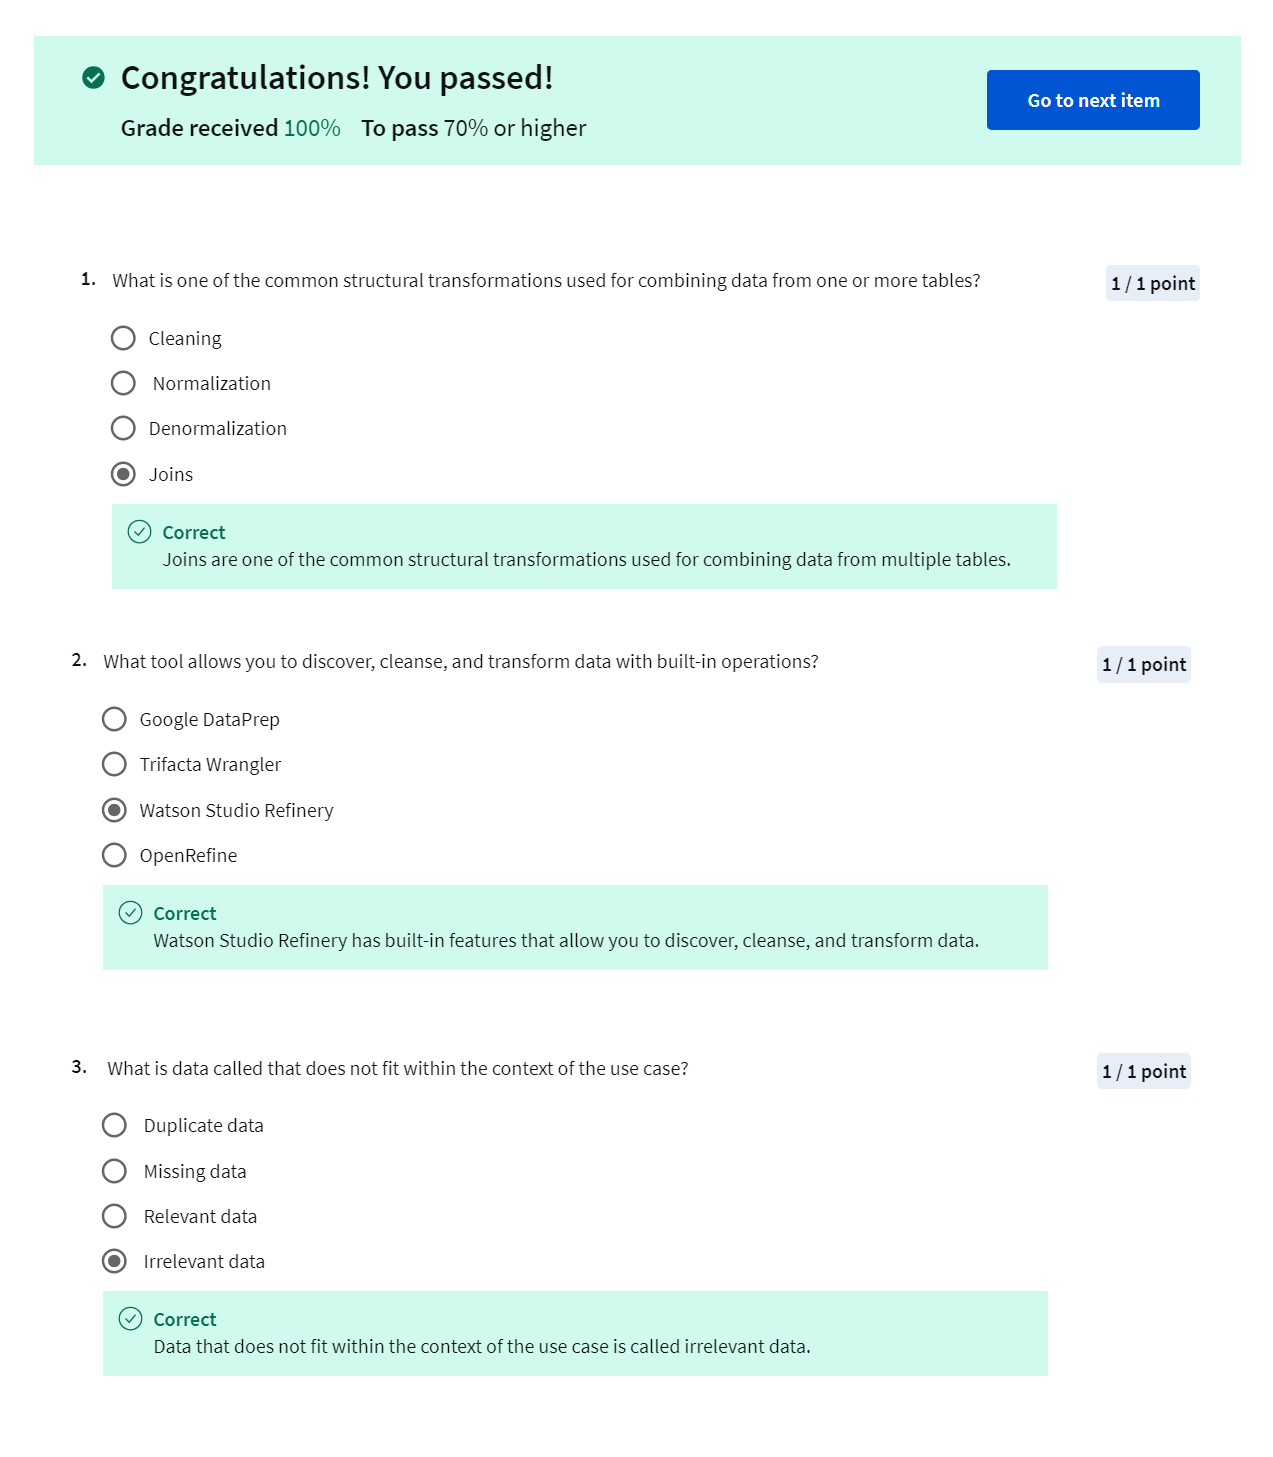 Congratulations! You passed!
Grade received 100% To pass 70% or higher
Go to next item
1. What is one of the common structural transformations used for combining data from one or more tables?
1 / 1 point
Cleaning
Normalization
Denormalization
Joins
Correct
Joins are one of the common structural transformations used for combining data from multiple tables.
2. What tool allows you to discover, cleanse, and transform data with built-in operations?
1 / 1 point
Google DataPrep
Trifacta Wrangler
Watson Studio Refinery
OpenRefine
Correct
Watson Studio Refinery has built-in features that allow you to discover, cleanse, and transform data.
3. What is data called that does not fit within the context of the use case?
1 / 1 point
Duplicate data
Missing data
Relevant data
Irrelevant data
Correct
Data that does not fit within the context of the use case is called irrelevant data.